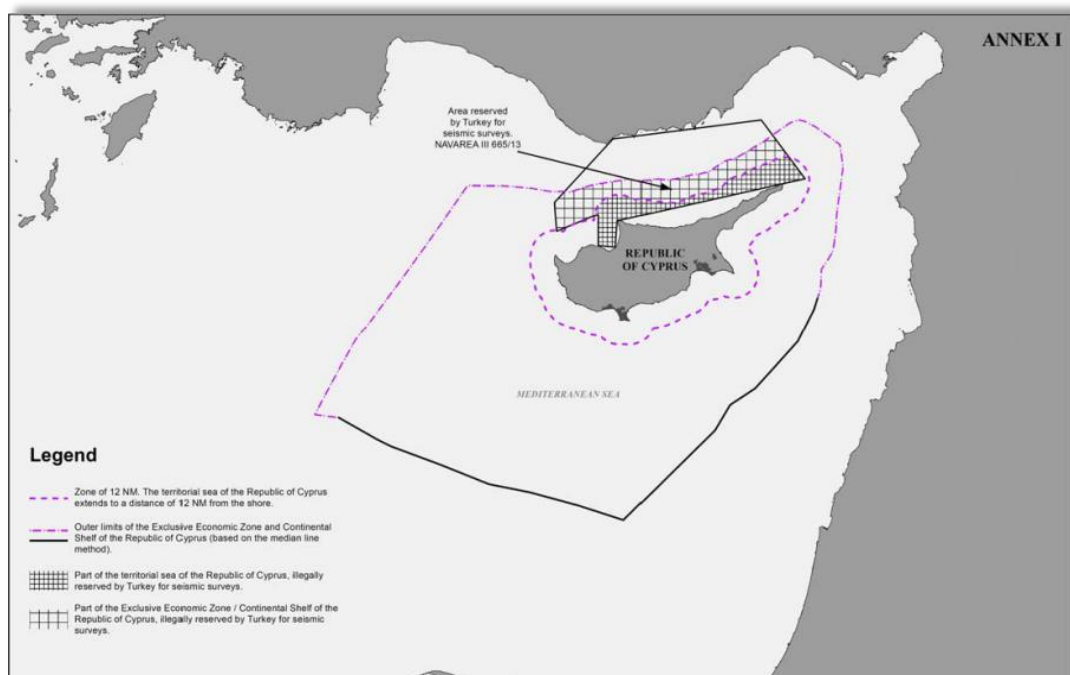 ANNEX I
Area reserved
by Turkey for
seismic surveys.
NAVAREA III 665/13
REPUBLIC
OF CYPRUS
MEDITERRANEAN SEA
Legend
Zone of 12 NM. The territorial sea of the Republic of Cyprus
extends to a distance of 12 NM from the shore.
Outer limits of the Exclusive Economic Zone and Continental
Shelf of the Republic of Cyprus (based on the median line
method).
Part of the territorial sea of the Republic of Cyprus, illegally
reserved by Turkey for seismic surveys.
Part of the Exclusive Economic Zone / Continental Shelf of the
Republic of Cyprus, illegally reserved by Turkey for seismic
surveys.